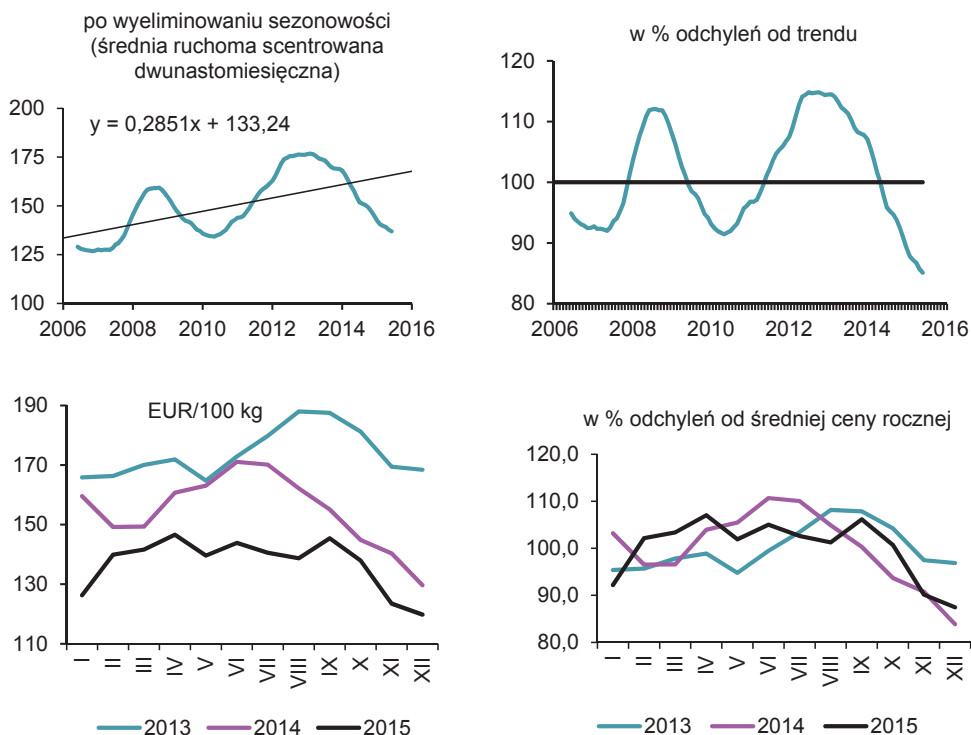 po wyeliminowaniu sezonowości
(średnia ruchoma scentrowana
dwunastomiesięczna)
200
175
150
125
100
y = 0,2851x + 133,24
2006 2008 2010 2012 2014 2016
w % odchyleń od trendu
120
110
100
90
80
2006 2008 2010 2012 2014 2016
EUR/100 kg
190
170
150
130
110
I II III IV V VI VII VIII IX X XI XII
2013 2014 2015
w % odchyleń od średniej ceny rocznej
120,0
110,0
100,0
90,0
80,0
I II III IV V VI VII VIII IX X XI XII
2013 2014 2015